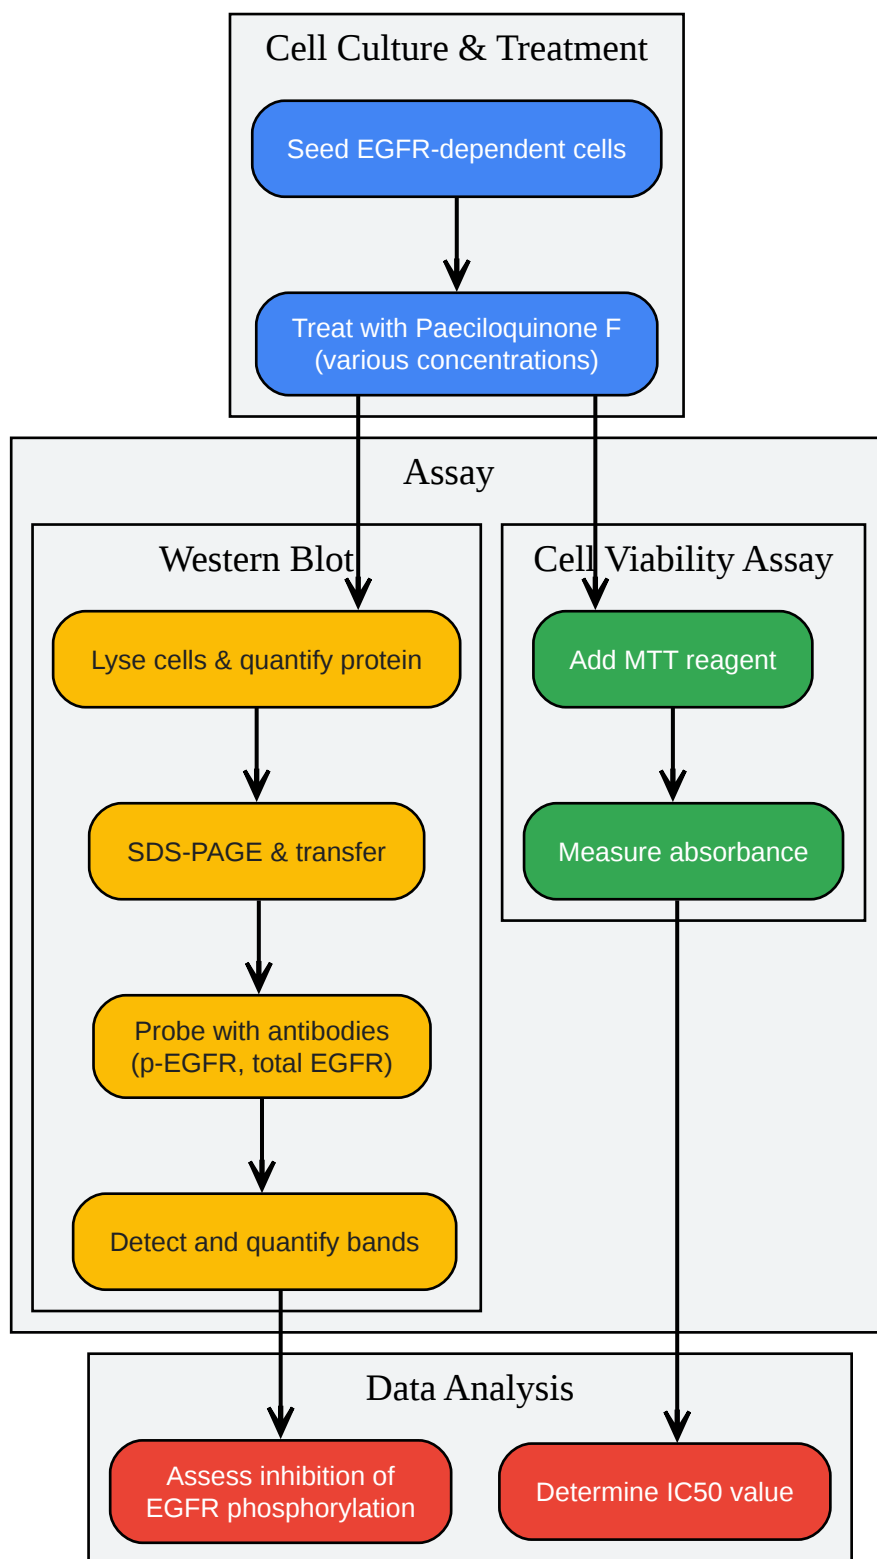 Cell Culture & Treatment
Seed EGFR-dependent cells
Treat with Paeciloquinone F
(various concentrations)
Assay
Western Blot
Lyse cells & quantify protein
SDS-PAGE & transfer
Probe with antibodies
(p-EGFR, total EGFR)
Detect and quantify bands
Cell Viability Assay
Add MTT reagent
Measure absorbance
Data Analysis
Assess inhibition of
EGFR phosphorylation
Determine IC50 value